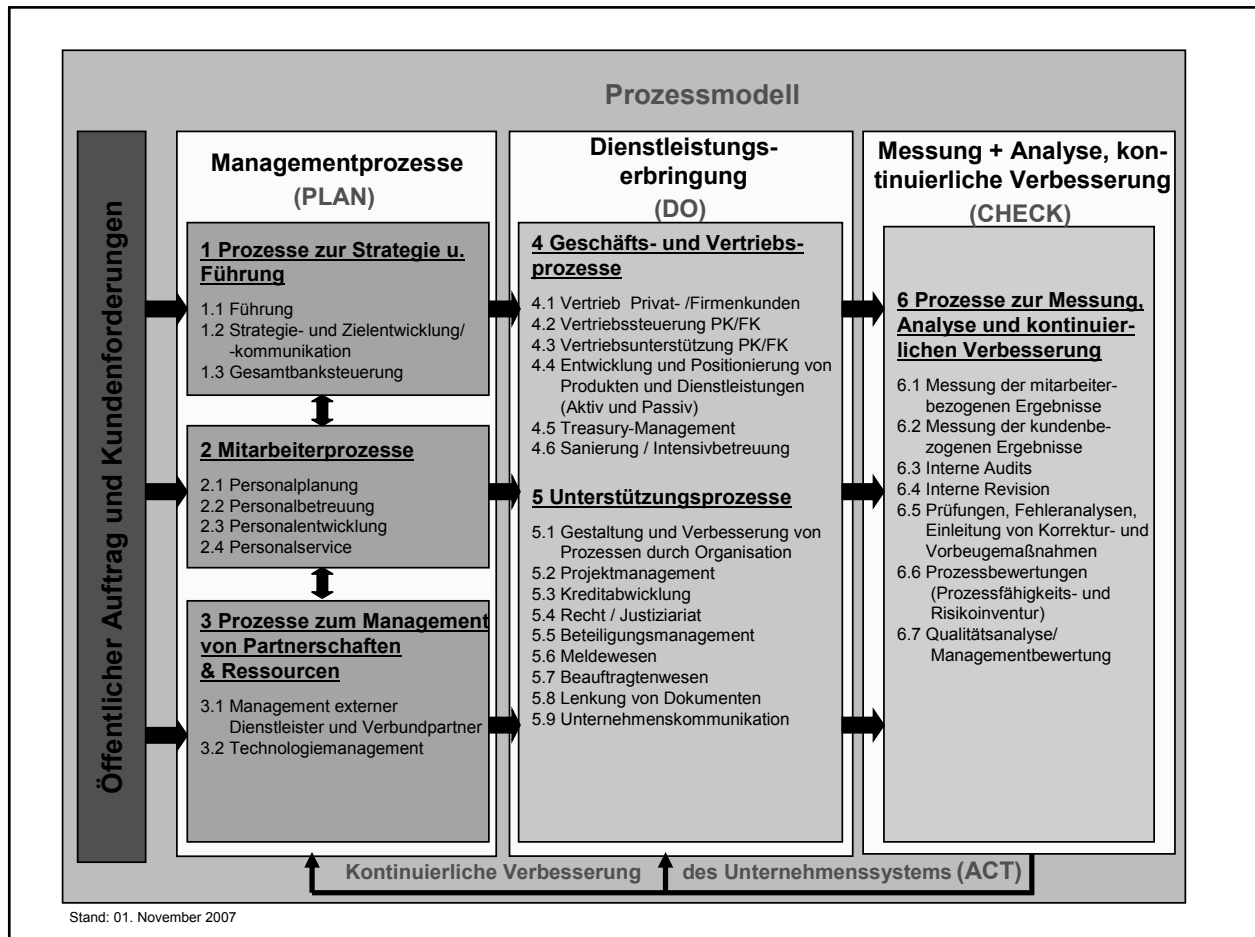 Prozessmodell
Öffentlicher Auftrag und Kundenforderungen
Managementprozesse
(PLAN)
1 Prozesse zur Strategie u.
Führung
1.1 Führung
1.2 Strategie- und Zielentwicklung/
-kommunikation
1.3 Gesamtbanksteuerung
2 Mitarbeiterprozesse
2.1 Personalplanung
2.2 Personalbetreuung
2.3 Personalentwicklung
2.4 Personalservice
3 Prozesse zum Management
von Partnerschaften
& Ressourcen
3.1 Management externer
Dienstleister und Verbundpartner
3.2 Technologiemanagement
Dienstleistungs-
erbringung
(DO)
4 Geschäfts- und Vertriebs-
prozesse
4.1 Vertrieb Privat- /Firmenkunden
4.2 Vertriebssteuerung PK/FK
4.3 Vertriebsunterstützung PK/FK
4.4 Entwicklung und Positionierung von
Produkten und Dienstleistungen
(Aktiv und Passiv)
4.5 Treasury-Management
4.6 Sanierung / Intensivbetreuung
5 Unterstützungsprozesse
5.1 Gestaltung und Verbesserung von
Prozessen durch Organisation
5.2 Projektmanagement
5.3 Kreditabwicklung
5.4 Recht / Justiziariat
5.5 Beteiligungsmanagement
5.6 Meldewesen
5.7 Beauftragtenwesen
5.8 Lenkung von Dokumenten
5.9 Unternehmenskommunikation
Messung + Analyse, kon-
tinuierliche Verbesserung
(CHECK)
6 Prozesse zur Messung,
Analyse und kontinuier-
lichen Verbesserung
6.1 Messung der mitarbeiter-
bezogenen Ergebnisse
6.2 Messung der kundenbe-
zogenen Ergebnisse
6.3 Interne Audits
6.4 Interne Revision
6.5 Prüfungen, Fehleranalysen,
Einleitung von Korrektur- und
Vorbeugemaßnahmen
6.6 Prozessbewertungen
(Prozessfähigkeits- und
Risikoinventur)
6.7 Qualitätsanalyse/
Managementbewertung
Kontinuierliche Verbesserung des Unternehmenssystems (ACT)
Stand: 01. November 2007